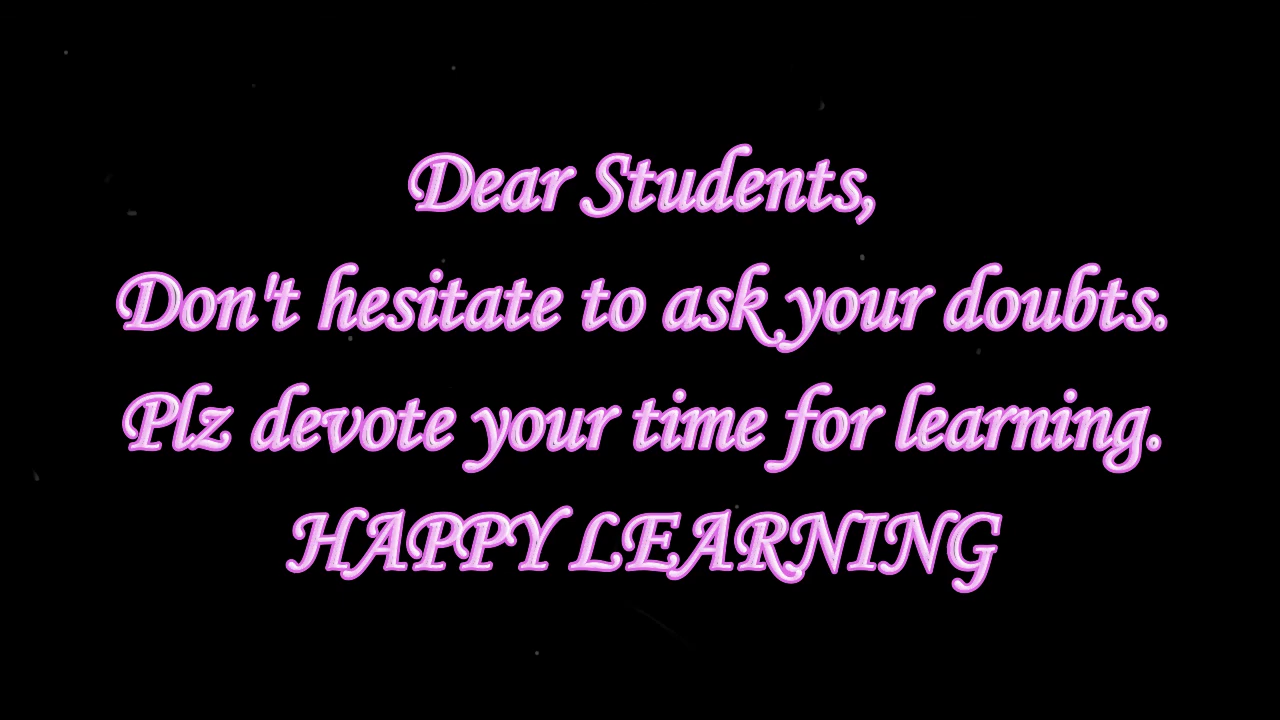 Dear Students,
Don't hesitate to ask your doubts.
Plz devote your time for learning.
HAPPY LEARNING